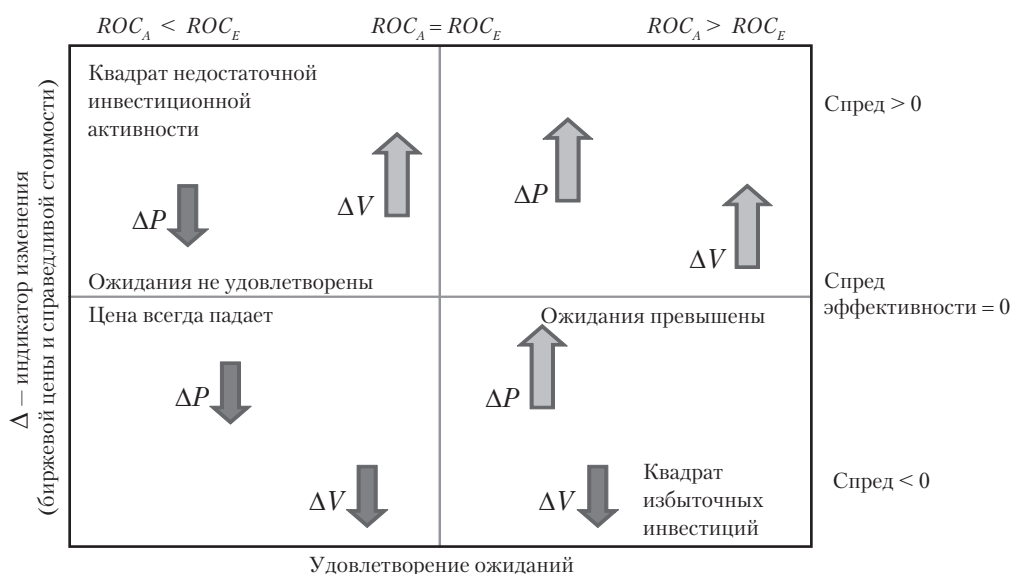 ROC_A < ROC_E
ROC_A = ROC_E
ROC_A > ROC_E
Δ — индикатор изменения
(биржевой цены и справедливой стоимости)
Квадрат недостаточной
инвестиционной
активности
ΔP
ΔV
Ожидания не удовлетворены
ΔP
ΔV
Спред > 0
Спред
эффективности = 0
Цена всегда падает
ΔP
ΔV
Ожидания превышены
ΔP
ΔV
Квадрат
избыточных
инвестиций
Спред < 0
Удовлетворение ожиданий